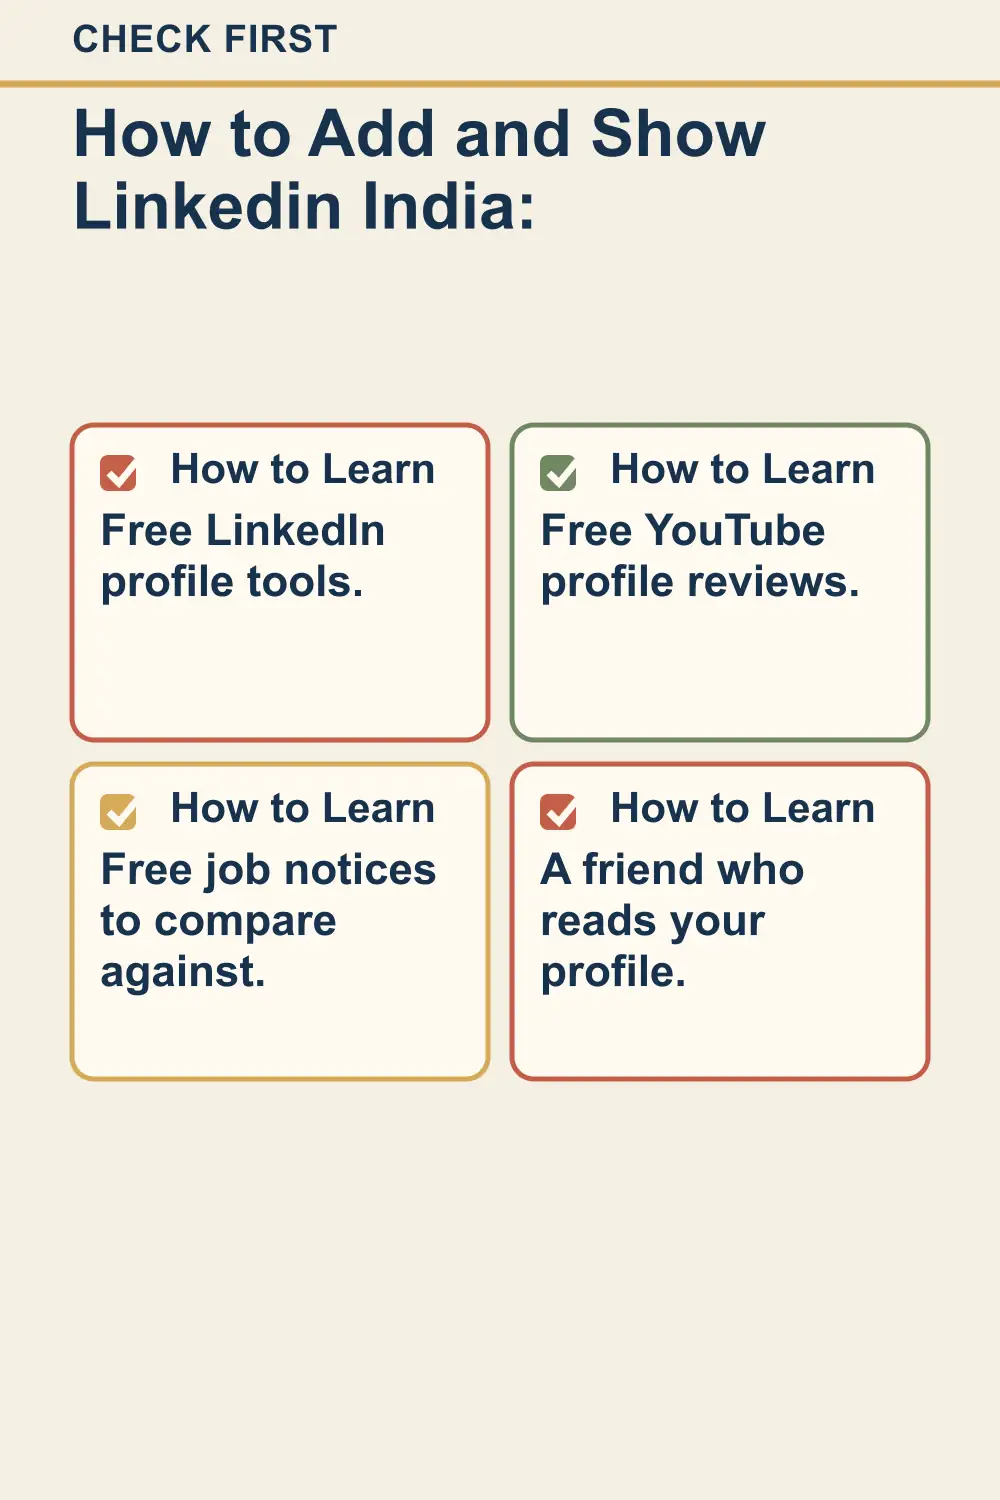 CHECK FIRST
How to Add and Show
Linkedin India:
How to Learn
Free LinkedIn
profile tools.
How to Learn
Free YouTube
profile reviews.
How to Learn
Free job notices
to compare
against.
How to Learn
A friend who
reads your
profile.